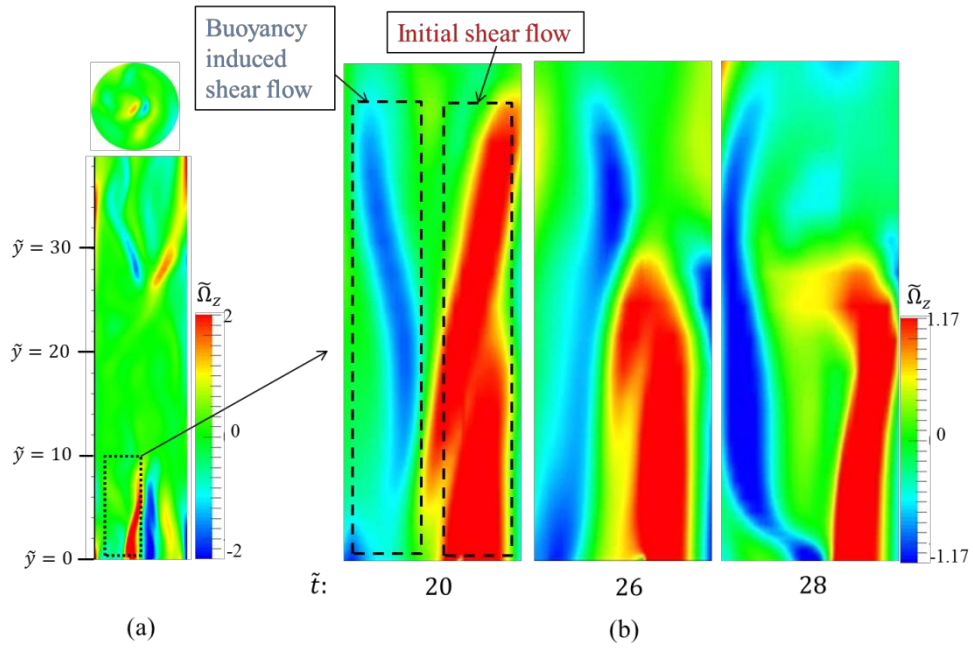 Buoyancy
induced
shear flow
Initial shear flow
ỹ = 30
ỹ = 20
ỹ = 10
ỹ = 0
Ω̃z
2
0
-2
Ω̃z
1.17
0
-1.17
t̃: 20 26 28
(a) (b)